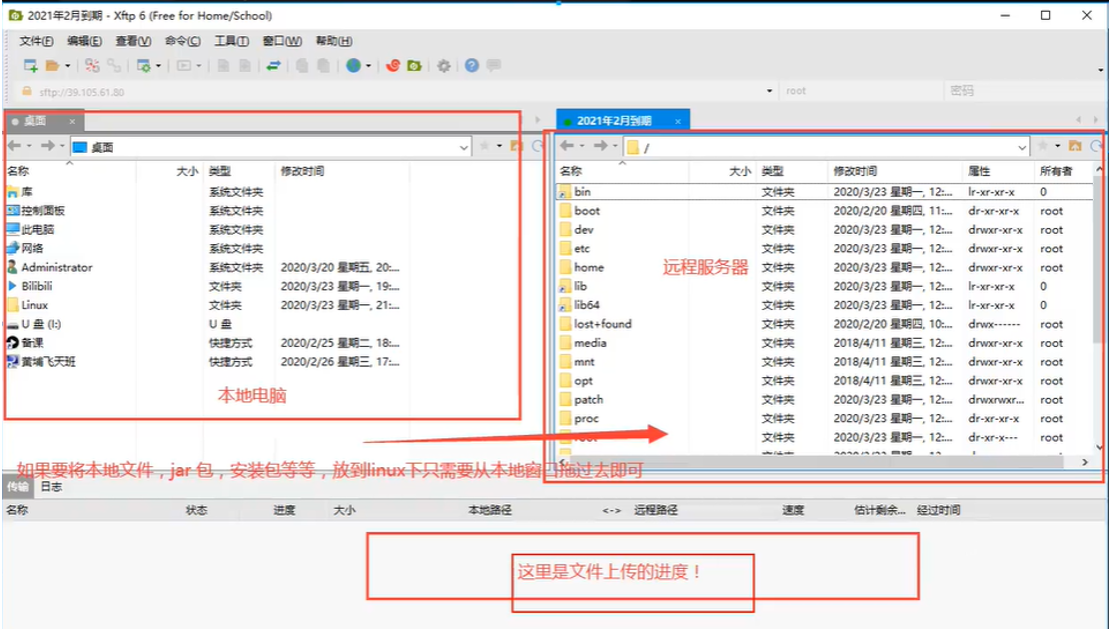 2021年2月到期 - Xftp 6 (Free for Home/School)
文件(F) 编辑(E) 查看(V) 命令(C) 工具(T) 窗口(W) 帮助(H)
sftp://39.105.61.80 root 密码
桌面 ×
桌面
名称 大小 类型 修改时间
库 系统文件夹
控制面板 系统文件夹
此电脑 系统文件夹
网络 系统文件夹
Administrator 系统文件夹 2020/3/20 星期五, 20:...
Bilibili 文件夹 2020/3/23 星期一, 19:...
Linux 文件夹 2020/3/23 星期一, 21:...
U 盘 (I:) U 盘
备课 快捷方式 2020/2/25 星期二, 18:...
黄埔飞天班 快捷方式 2020/2/26 星期三, 17:...
本地电脑
2021年2月到期 ×
/
名称 大小 类型 修改时间 属性 所有者
bin 文件夹 2020/3/23 星期一, 12:... lr-xr-xr-x 0
boot 文件夹 2020/2/20 星期四, 11:... dr-xr-xr-x root
dev 文件夹 2020/3/23 星期一, 12:... drwxr-xr-x root
etc 文件夹 2020/3/23 星期一, 12:... drwxr-xr-x root
home 文件夹 2020/3/23 星期一, 12:... drwxr-xr-x root
远程服务器
lib 文件夹 2020/3/23 星期一, 12:... lr-xr-xr-x 0
lib64 文件夹 2020/3/23 星期一, 12:... lr-xr-xr-x 0
lost+found 文件夹 2020/2/20 星期四, 10:... drwx------ root
media 文件夹 2018/4/11 星期三, 12:... drwxr-xr-x root
mnt 文件夹 2018/4/11 星期三, 12:... drwxr-xr-x root
opt 文件夹 2018/4/11 星期三, 12:... drwxr-xr-x root
patch 文件夹 2020/3/23 星期一, 12:... drwxrwxr... root
proc 文件夹 2020/3/23 星期一, 12:... dr-xr-xr-x root
文件夹 2020/3/23 星期一, 12:... dr-xr-x--- root
如果要将本地文件，jar 包，安装包等等，放到linux下只需要从本地窗口拖过去即可
传输 日志
名称 状态 进度 大小 本地路径 <-> 远程路径 速度 估计剩余... 经过时间
这里是文件上传的进度！